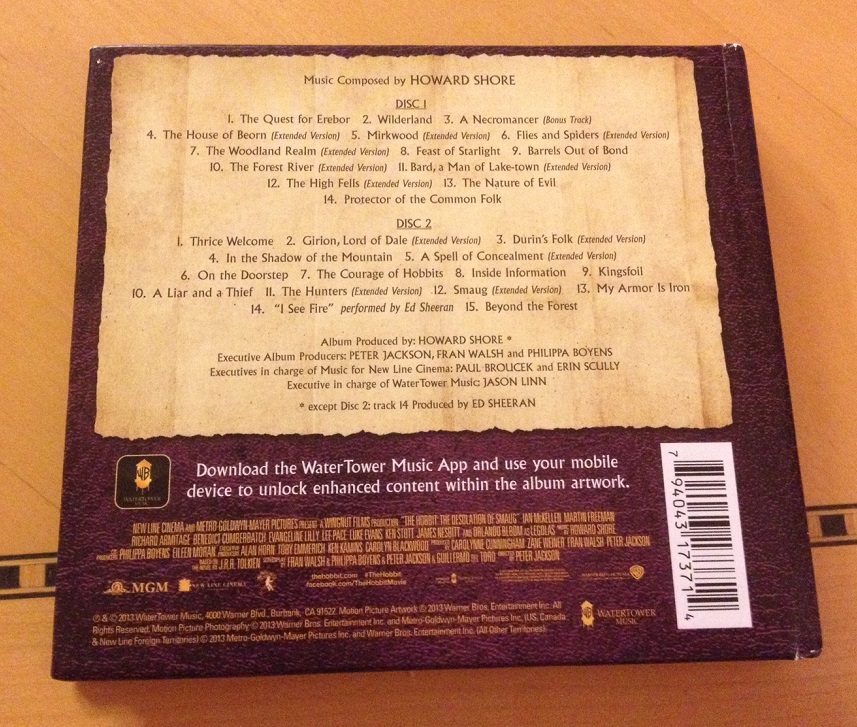 Music Composed by HOWARD SHORE
DISC 1
1. The Quest for Erebor 2. Wilderland 3. A Necromancer (Bonus Track)
4. The House of Beorn (Extended Version) 5. Mirkwood (Extended Version) 6. Flies and Spiders (Extended Version)
7. The Woodland Realm (Extended Version) 8. Feast of Starlight 9. Barrels Out of Bond
10. The Forest River (Extended Version) 11. Bard, a Man of Lake-town (Extended Version)
12. The High Fells (Extended Version) 13. The Nature of Evil
14. Protector of the Common Folk
DISC 2
1. Thrice Welcome 2. Girion, Lord of Dale (Extended Version) 3. Durin's Folk (Extended Version)
4. In the Shadow of the Mountain 5. A Spell of Concealment (Extended Version)
6. On the Doorstep 7. The Courage of Hobbits 8. Inside Information 9. Kingsfoil
10. A Liar and a Thief 11. The Hunters (Extended Version) 12. Smaug (Extended Version) 13. My Armor Is Iron
14. "I See Fire" performed by Ed Sheeran 15. Beyond the Forest
Album Produced by: HOWARD SHORE *
Executive Album Producers: PETER JACKSON, FRAN WALSH and PHILIPPA BOYENS
Executives in charge of Music for New Line Cinema: PAUL BROUCEK and ERIN SCULLY
Executive in charge of WaterTower Music: JASON LINN
* except Disc 2: track 14 Produced by ED SHEERAN
WATERTOWER
MUSIC
Download the WaterTower Music App and use your mobile
device to unlock enhanced content within the album artwork.
NEW LINE CINEMA AND METRO-GOLDWYN-MAYER PICTURES PRESENT A WINGNUT FILMS PRODUCTION "THE HOBBIT: THE DESOLATION OF SMAUG" IAN McKELLEN MARTIN FREEMAN
RICHARD ARMITAGE BENEDICT CUMBERBATCH EVANGELINE LILLY LEE PACE LUKE EVANS KEN STOTT JAMES NESBITT AND ORLANDO BLOOM AS LEGOLAS HOWARD SHORE
PHILIPPA BOYENS EILEEN MORAN ALAN HORN TOBY EMMERICH KEN KAMINS CAROLYN BLACKWOOD CAROLYNNE CUNNINGHAM ZANE WEINER FRAN WALSH PETER JACKSON
J.R.R. TOLKIEN FRAN WALSH & PHILIPPA BOYENS & PETER JACKSON & GUILLERMO DEL TORO PETER JACKSON
MGM NEW LINE CINEMA
thehobbit.com #TheHobbit
facebook.com/TheHobbitMovie
℗ & © 2013 WaterTower Music, 4000 Warner Blvd., Burbank, CA 91522. Motion Picture Artwork © 2013 Warner Bros. Entertainment Inc. All
Rights Reserved. Motion Picture Photography © 2013 Warner Bros. Entertainment Inc. and Metro-Goldwyn-Mayer Pictures Inc. (US, Canada
& New Line Foreign Territories) © 2013 Metro-Goldwyn-Mayer Pictures Inc. and Warner Bros. Entertainment Inc. (All Other Territories).
WATERTOWER
MUSIC
7 94043 17371 4